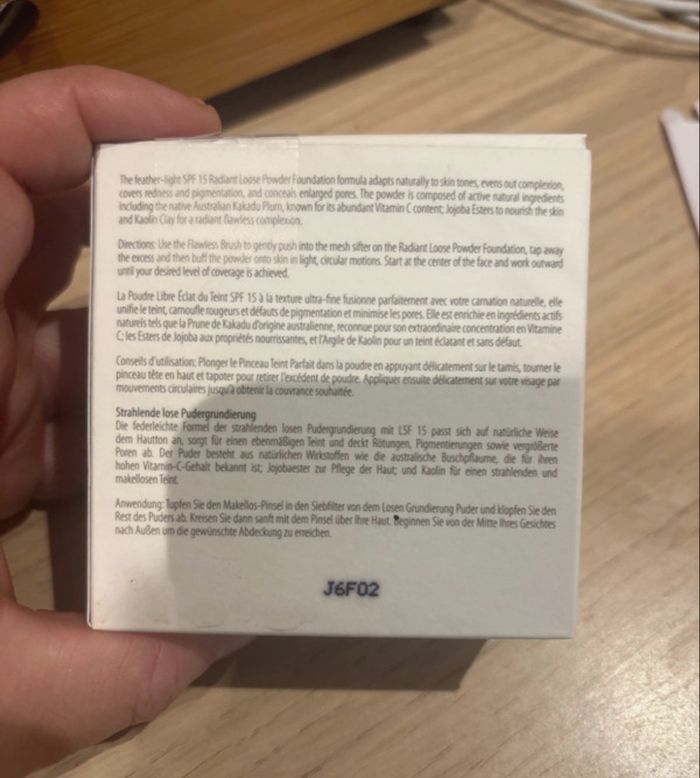 The feather-light SPF 15 Radiant Loose Powder Foundation formula adapts naturally to skin tones, evens out complexion,
covers redness and pigmentation, and conceals enlarged pores. The powder is composed of active natural ingredients
including the native Australian Kakadu Plum, known for its abundant Vitamin C content; Jojoba Esters to nourish the skin
and Kaolin Clay for a radiant flawless complexion.
Directions: Use the Flawless Brush to gently push into the mesh sifter on the Radiant Loose Powder Foundation, tap away
the excess and then buff the powder onto skin in light, circular motions. Start at the center of the face and work outward
until your desired level of coverage is achieved.
La Poudre Libre Éclat du Teint SPF 15 à la texture ultra-fine fusionne parfaitement avec votre carnation naturelle, elle
unifie le teint, camoufle rougeurs et défauts de pigmentation et minimise les pores. Elle est enrichie en ingrédients actifs
naturels tels que la Prune de Kakadu d'origine australienne, reconnue pour son extraordinaire concentration en Vitamine
C; les Esters de Jojoba aux propriétés nourrissantes, et l'Argile de Kaolin pour un teint éclatant et sans défaut.
Conseils d'utilisation: Plonger le Pinceau Teint Parfait dans la poudre en appuyant délicatement sur le tamis, tourner le
pinceau tête en haut et tapoter pour retirer l'excédent de poudre. Appliquer ensuite délicatement sur votre visage par
mouvements circulaires jusqu'à obtenir la couvrance souhaitée.
Strahlende lose Pudergrundierung
Die federleichte Formel der strahlenden losen Pudergrundierung mit LSF 15 passt sich auf natürliche Weise
dem Hautton an, sorgt für einen ebenmäßigen Teint und deckt Rötungen, Pigmentierungen sowie vergrößerte
Poren ab. Der Puder besteht aus natürlichen Wirkstoffen wie die australische Buschpflaume, die für ihren
hohen Vitamin-C-Gehalt bekannt ist; Jojobaester zur Pflege der Haut; und Kaolin für einen strahlenden und
makellosen Teint.
Anwendung: Tupfen Sie den Makellos-Pinsel in den Siebfilter von dem Losen Grundierung Puder und klopfen Sie den
Rest des Puders ab. Kreisen Sie dann sanft mit dem Pinsel über Ihre Haut. Beginnen Sie von der Mitte Ihres Gesichtes
nach Außen um die gewünschte Abdeckung zu erreichen.
J6F02